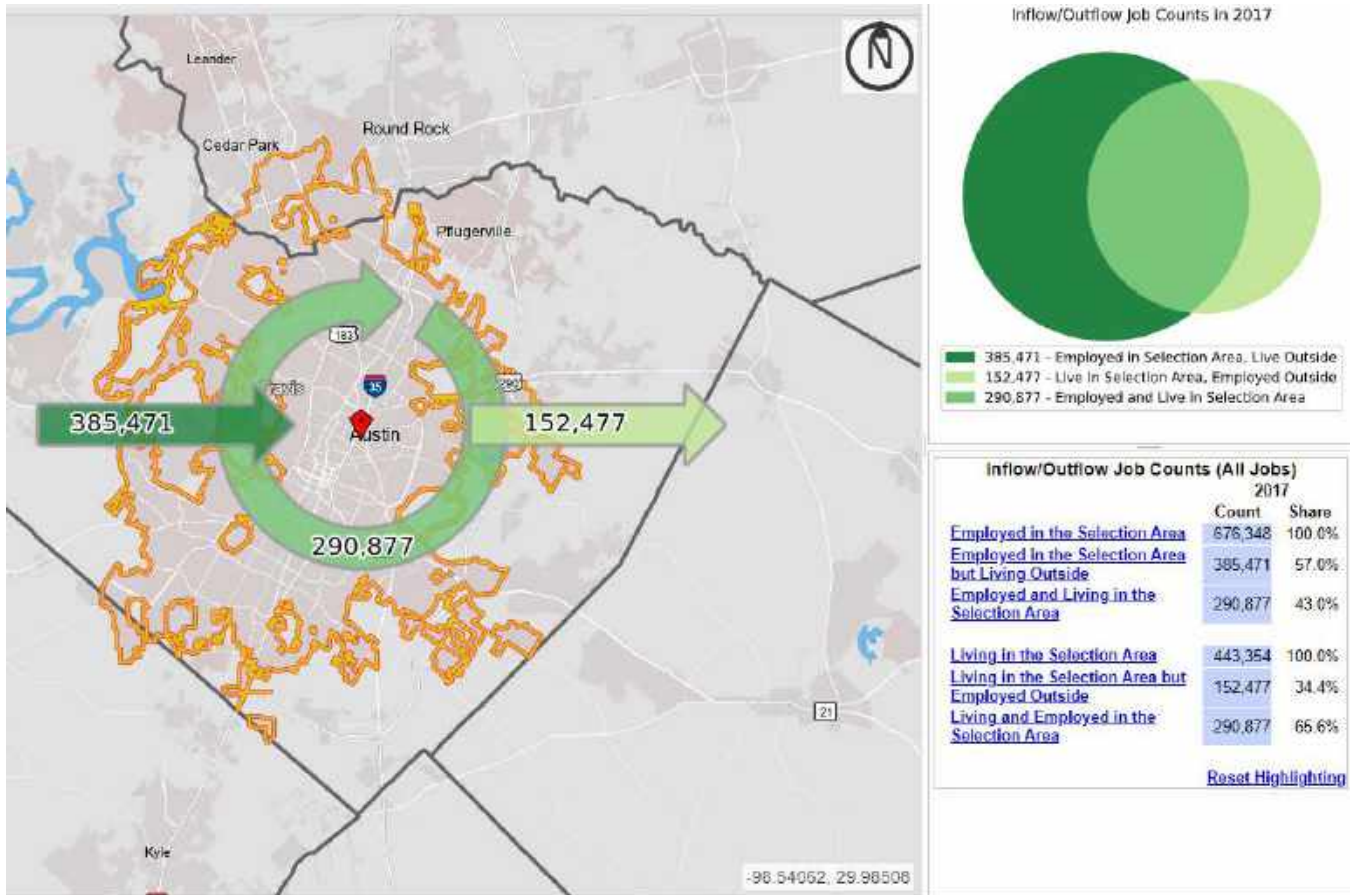 Leander
Cedar Park
Round Rock
Pflugerville
N
183
Travis
35
290
385,471
Austin
152,477
290,877
21
Kyle
-98.54062, 29.98506
Inflow/Outflow Job Counts in 2017
385,471 - Employed in Selection Area, Live Outside
152,477 - Live in Selection Area, Employed Outside
290,877 - Employed and Live in Selection Area
Inflow/Outflow Job Counts (All Jobs)
2017
Count Share
Employed in the Selection Area 676,348 100.0%
Employed in the Selection Area
but Living Outside 385,471 57.0%
Employed and Living in the
Selection Area 290,877 43.0%
Living in the Selection Area 443,354 100.0%
Living in the Selection Area but
Employed Outside 152,477 34.4%
Living and Employed in the
Selection Area 290,877 65.6%
Reset Highlighting